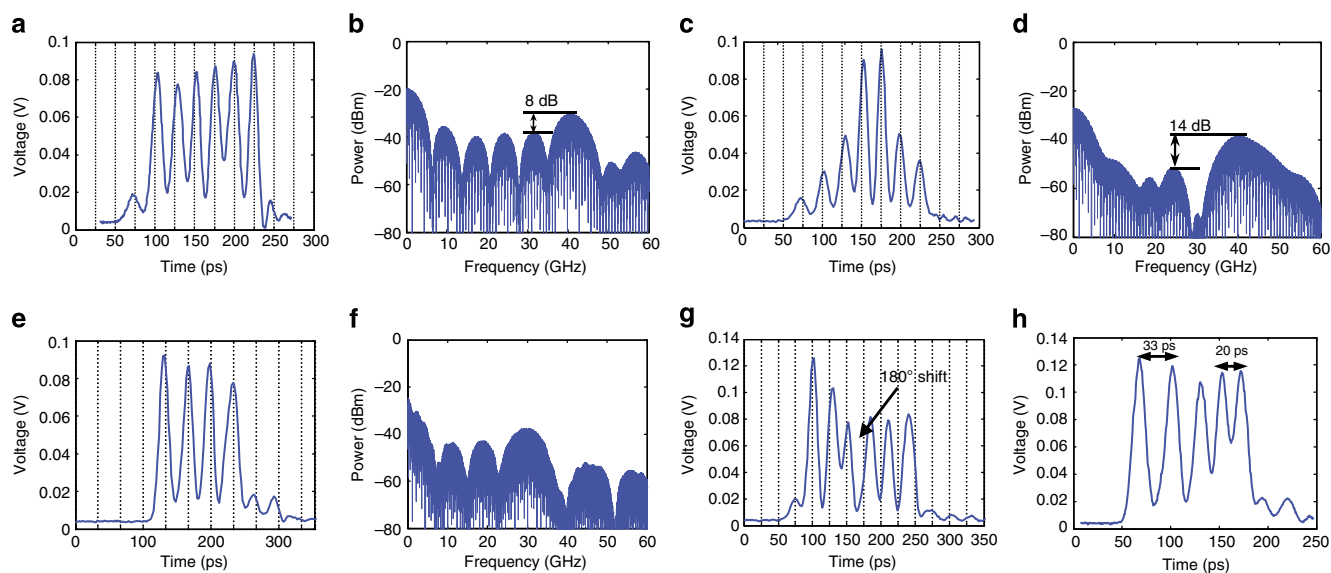 a
0.1
0.08
0.06
0.04
0.02
0
Voltage (V)
0 50 100 150 200 250 300
Time (ps)
b
0
−20
−40
−60
−80
Power (dBm)
8 dB
0 10 20 30 40 50 60
Frequency (GHz)
c
0.1
0.08
0.06
0.04
0.02
0
Voltage (V)
0 50 100 150 200 250 300
Time (ps)
d
0
−20
−40
−60
−80
Power (dBm)
14 dB
0 10 20 30 40 50 60
Frequency (GHz)
e
0.1
0.08
0.06
0.04
0.02
0
Voltage (V)
0 100 200 300
Time (ps)
f
0
−20
−40
−60
−80
Power (dBm)
0 10 20 30 40 50 60
Frequency (GHz)
g
0.14
0.12
0.1
0.08
0.06
0.04
0.02
0
Voltage (V)
180° shift
0 50 100 150 200 250 300 350
Time (ps)
h
0.14
0.12
0.1
0.08
0.06
0.04
0.02
0
Voltage (V)
33 ps
20 ps
0 50 100 150 200 250
Time (ps)